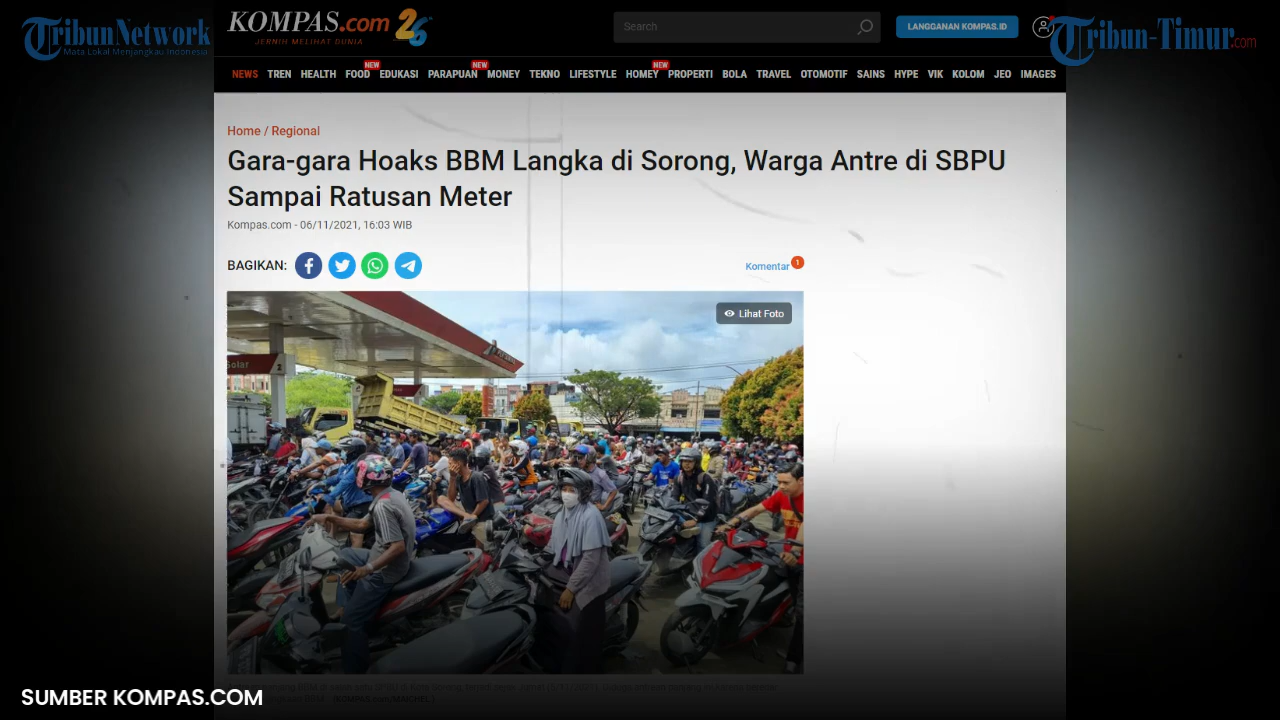 TribunNetwork
Mata Lokal Menjangkau Indonesia
KOMPAS.com 26
JERNIH MELIHAT DUNIA
Search
LANGGANAN KOMPAS.ID
Tribun-Timur.com
NEWS TREN HEALTH FOOD NEW EDUKASI PARAPUAN NEW MONEY TEKNO LIFESTYLE HOMEY NEW PROPERTI BOLA TRAVEL OTOMOTIF SAINS HYPE VIK KOLOM JEO IMAGES
Home / Regional
Gara-gara Hoaks BBM Langka di Sorong, Warga Antre di SBPU
Sampai Ratusan Meter
Kompas.com - 06/11/2021, 16:03 WIB
BAGIKAN:
Komentar 1
Lihat Foto
Solar
SUMBER KOMPAS.COM